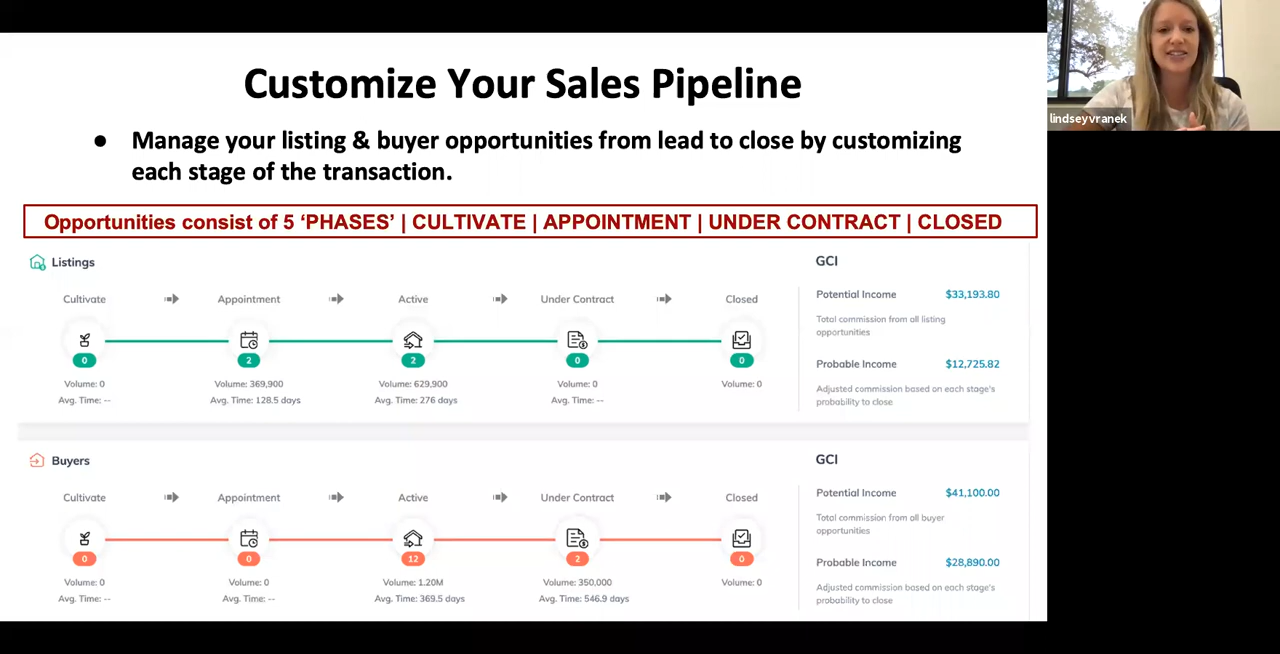 Customize Your Sales Pipeline
● Manage your listing & buyer opportunities from lead to close by customizing
each stage of the transaction.
Opportunities consist of 5 ‘PHASES’ | CULTIVATE | APPOINTMENT | UNDER CONTRACT | CLOSED
lindseyvranek
Listings
Cultivate Appointment Active Under Contract Closed
0 2 2 0 0
Volume: 0 Volume: 369,900 Volume: 629,900 Volume: 0 Volume: 0
Avg. Time: -- Avg. Time: 128.5 days Avg. Time: 276 days Avg. Time: --
GCI
Potential Income $33,193.80
Total commission from all listing
opportunities
Probable Income $12,725.82
Adjusted commission based on each stage's
probability to close
Buyers
Cultivate Appointment Active Under Contract Closed
0 0 12 2 0
Volume: 0 Volume: 0 Volume: 1.20M Volume: 350,000 Volume: 0
Avg. Time: -- Avg. Time: -- Avg. Time: 369.5 days Avg. Time: 546.9 days
GCI
Potential Income $41,100.00
Total commission from all buyer
opportunities
Probable Income $28,890.00
Adjusted commission based on each stage's
probability to close